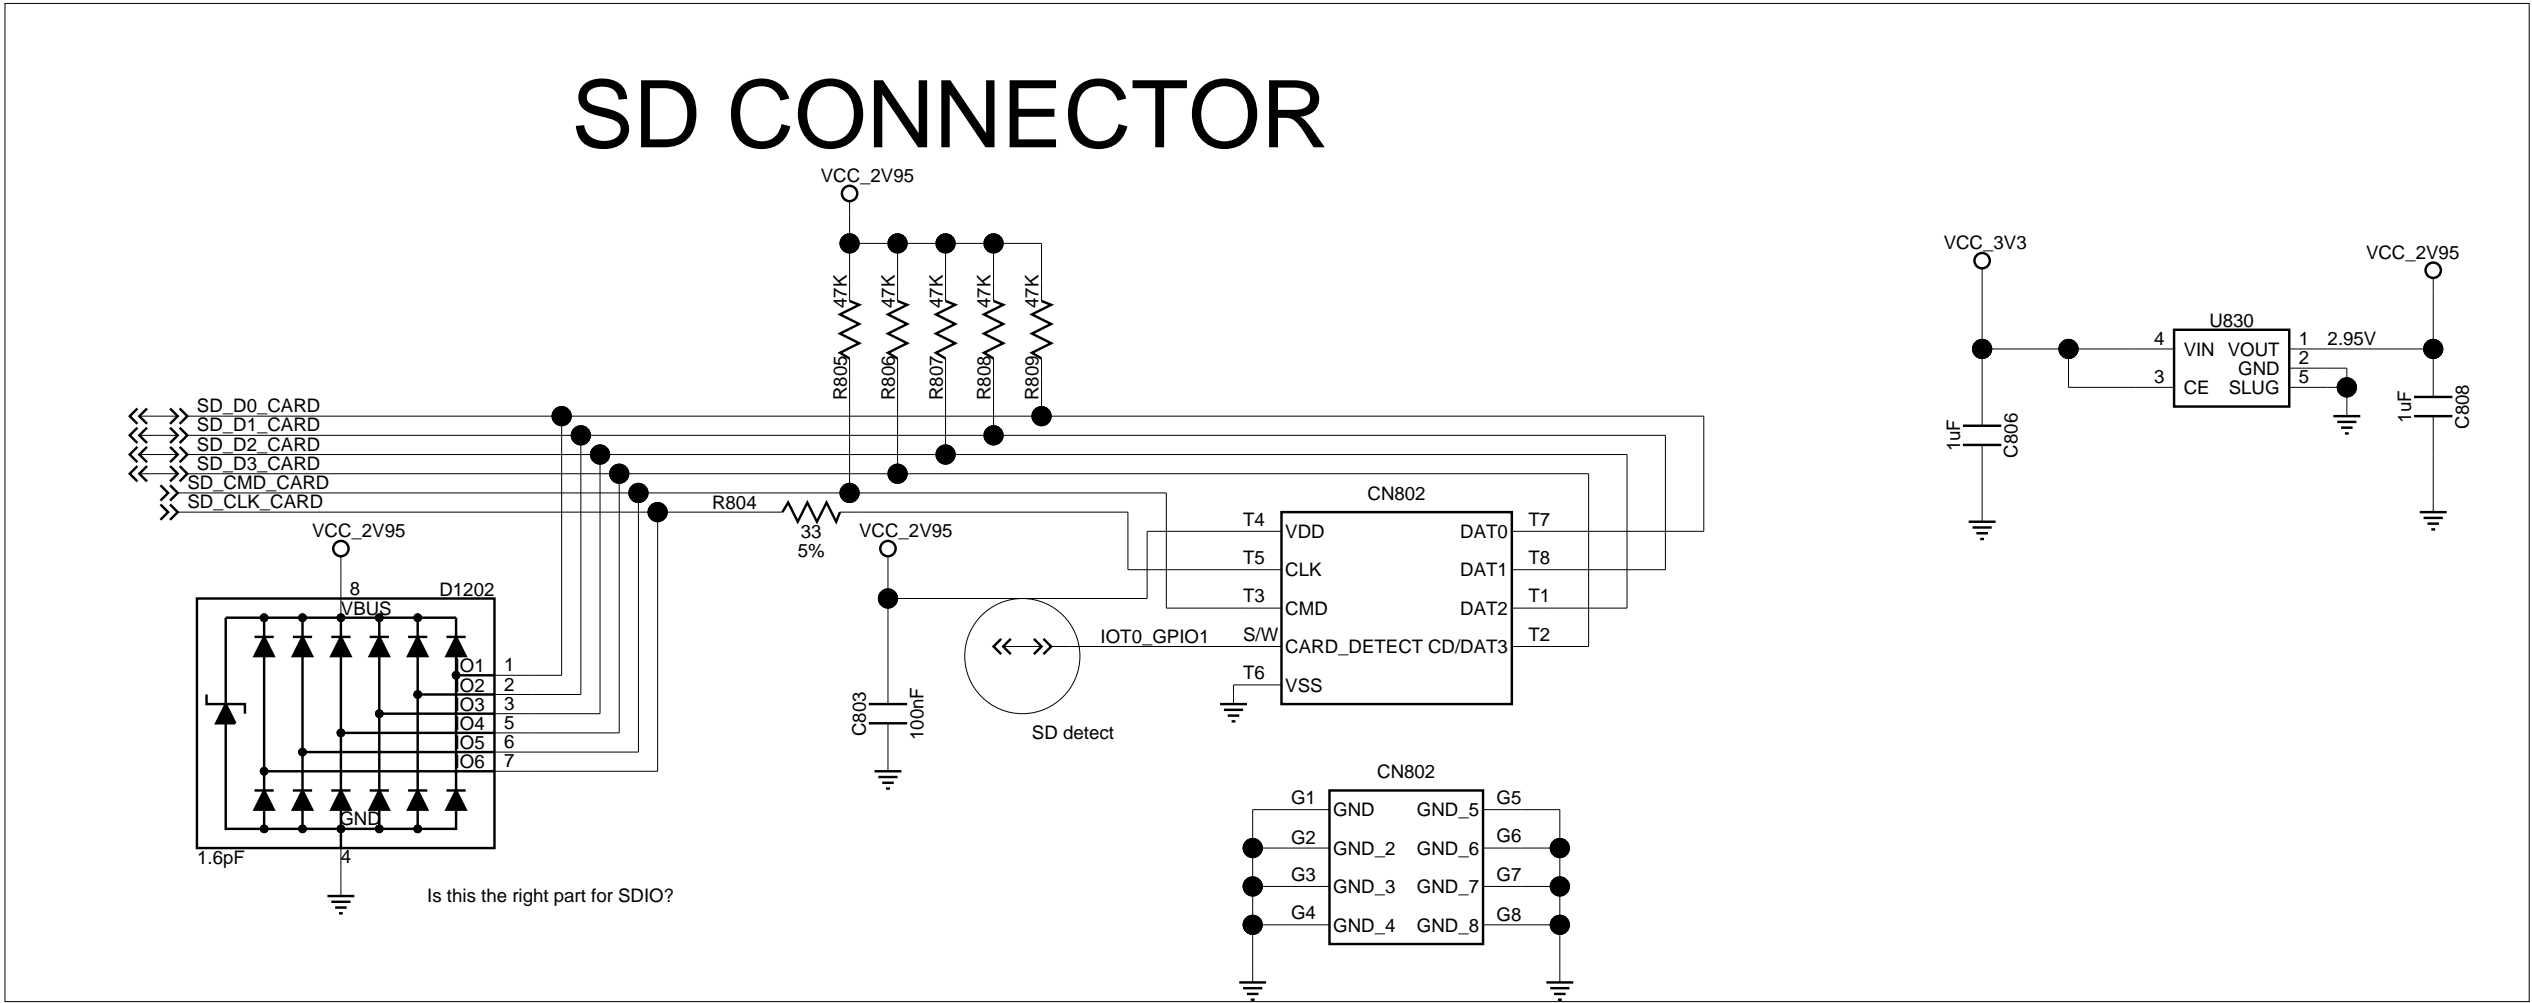 SD CONNECTOR
VCC_2V95
47K
47K
47K
47K
47K
R805
R806
R807
R808
R809
VCC_3V3
VCC_2V95
U830
4
VIN
VOUT
1
2.95V
GND
2
3
CE
SLUG
5
1uF
C806
1uF
C808
SD_D0_CARD
SD_D1_CARD
SD_D2_CARD
SD_D3_CARD
SD_CMD_CARD
SD_CLK_CARD
R804
33
5%
VCC_2V95
8
D1202
VBUS
O1
1
O2
2
O3
3
O4
5
O5
6
O6
7
GND
1.6pF
4
Is this the right part for SDIO?
VCC_2V95
C803
100nF
IOT0_GPIO1
SD detect
CN802
T4
VDD
DAT0
T7
T5
CLK
DAT1
T8
T3
CMD
DAT2
T1
S/W
CARD_DETECT
CD/DAT3
T2
T6
VSS
CN802
G1
GND
GND_5
G5
G2
GND_2
GND_6
G6
G3
GND_3
GND_7
G7
G4
GND_4
GND_8
G8